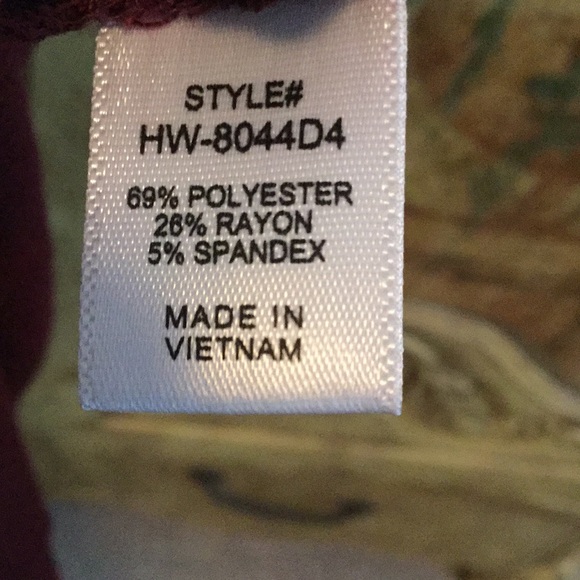 STYLE#
HW-8044D4
69% POLYESTER
26% RAYON
5% SPANDEX
MADE IN
VIETNAM